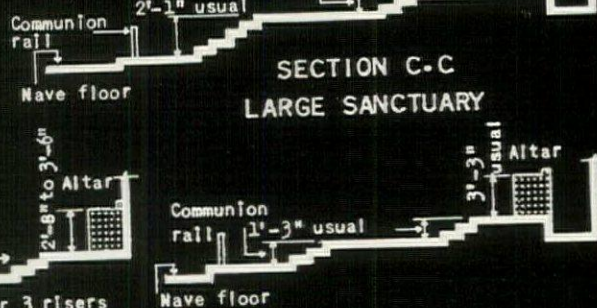 2'-1" usual
Communion
rail
Nave floor
SECTION C-C
LARGE SANCTUARY
2'-8" to 3'-6"
Altar
3'-3"
usual
Altar
Communion
rail
1'-3" usual
Nave floor
r 3 risers